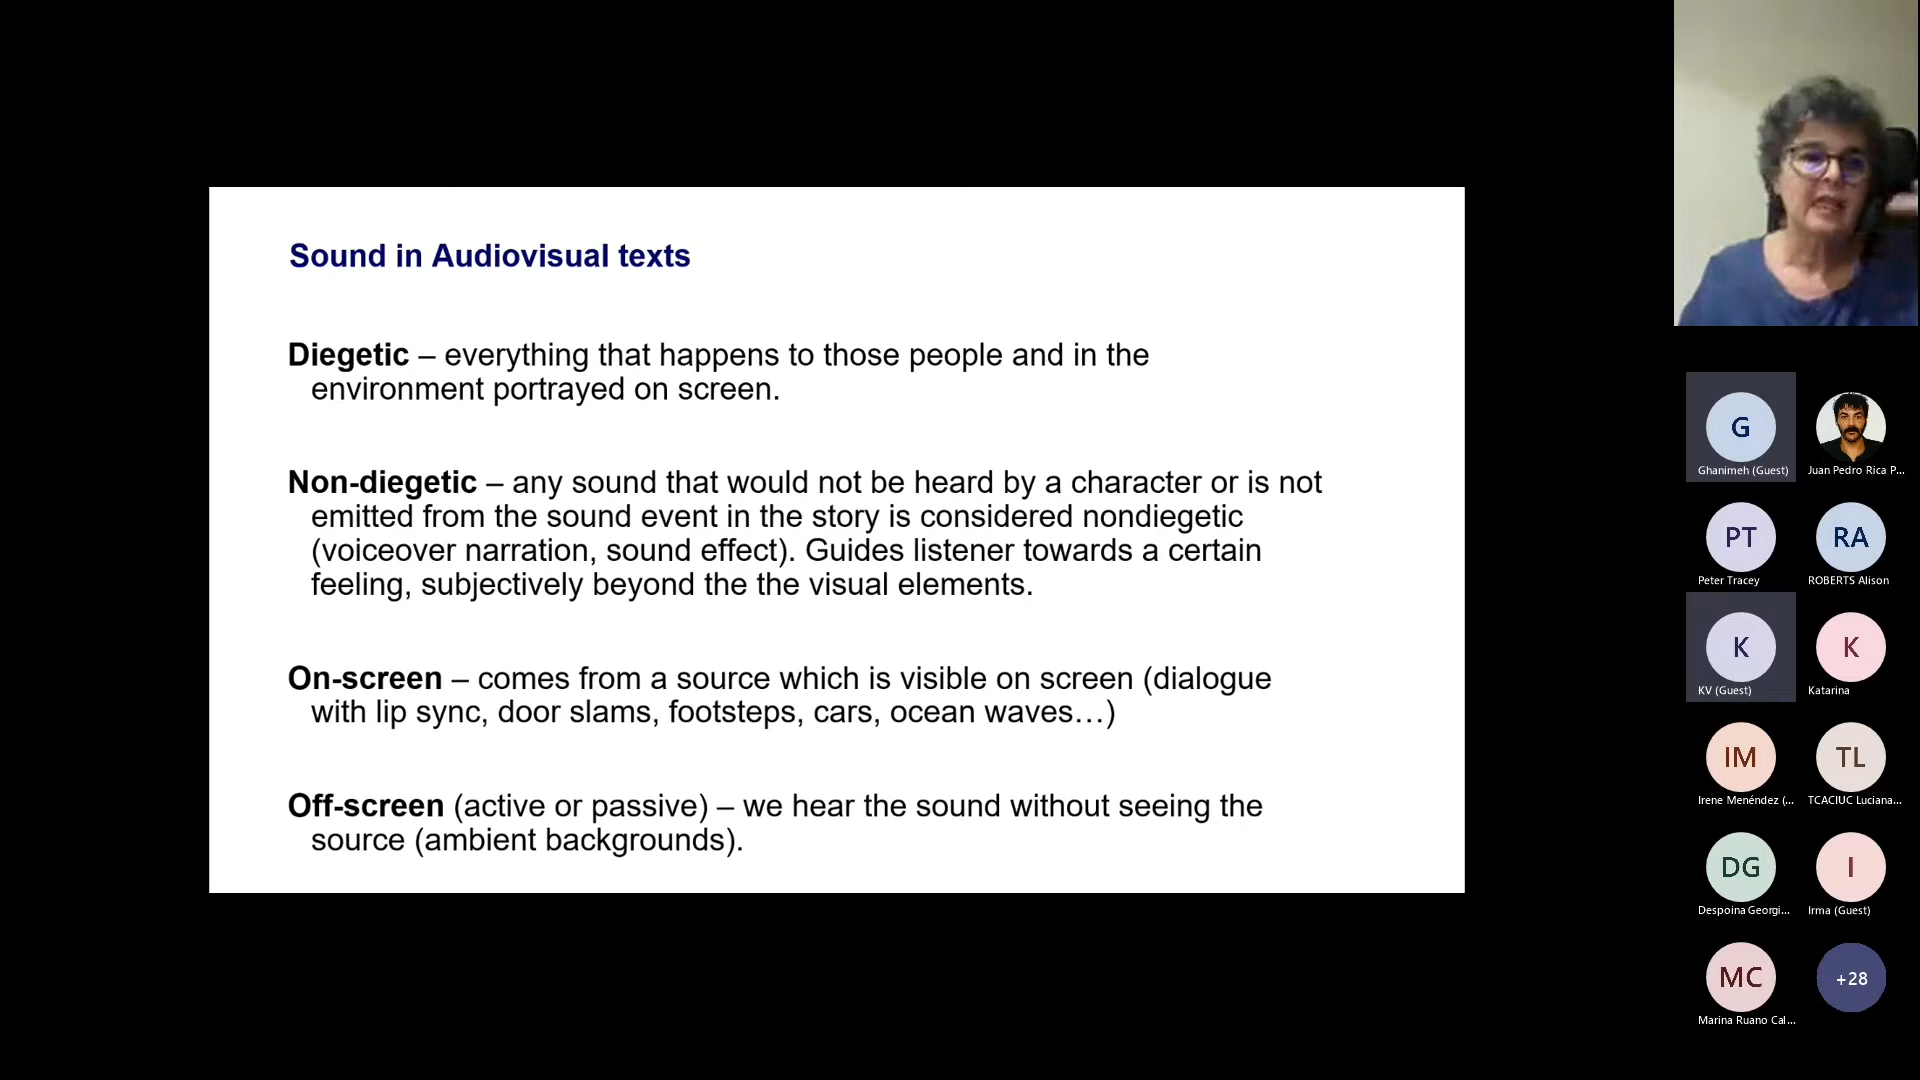 Sound in Audiovisual texts
Diegetic – everything that happens to those people and in the
environment portrayed on screen.
Non-diegetic – any sound that would not be heard by a character or is not
emitted from the sound event in the story is considered nondiegetic
(voiceover narration, sound effect). Guides listener towards a certain
feeling, subjectively beyond the the visual elements.
On-screen – comes from a source which is visible on screen (dialogue
with lip sync, door slams, footsteps, cars, ocean waves…)
Off-screen (active or passive) – we hear the sound without seeing the
source (ambient backgrounds).
G
Ghanimeh (Guest)
Juan Pedro Rica P...
PT
Peter Tracey
RA
ROBERTS Alison
K
KV (Guest)
K
Katarina
IM
Irene Menéndez (...
TL
TCACIUC Luciana...
DG
Despoina Georgi...
I
Irma (Guest)
MC
Marina Ruano Cal...
+28